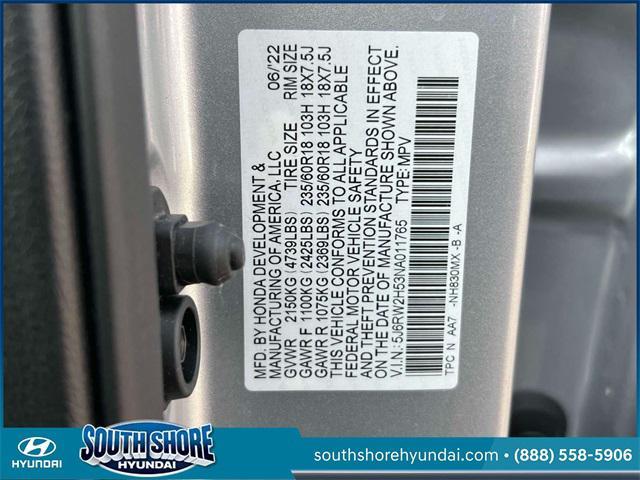 MFD. BY HONDA DEVELOPMENT & 06/'22
MANUFACTURING OF AMERICA, LLC. TIRE SIZE RIM SIZE
GVWR 2150KG (4739LBS)
GAWR F 1100KG (2425LBS) 235/60R18 103H 18X7.5J
GAWR R 1075KG (2369LBS) 235/60R18 103H 18X7.5J
THIS VEHICLE CONFORMS TO ALL APPLICABLE
FEDERAL MOTOR VEHICLE SAFETY
AND THEFT PREVENTION STANDARDS IN EFFECT
ON THE DATE OF MANUFACTURE SHOWN ABOVE.
V.I.N.:5J6RW2H53NA011765 TYPE:MPV
TPC N AA7 -NH830MX -B -A
HYUNDAI
SOUTH SHORE
HYUNDAI
southshorehyundai.com • (888) 558-5906